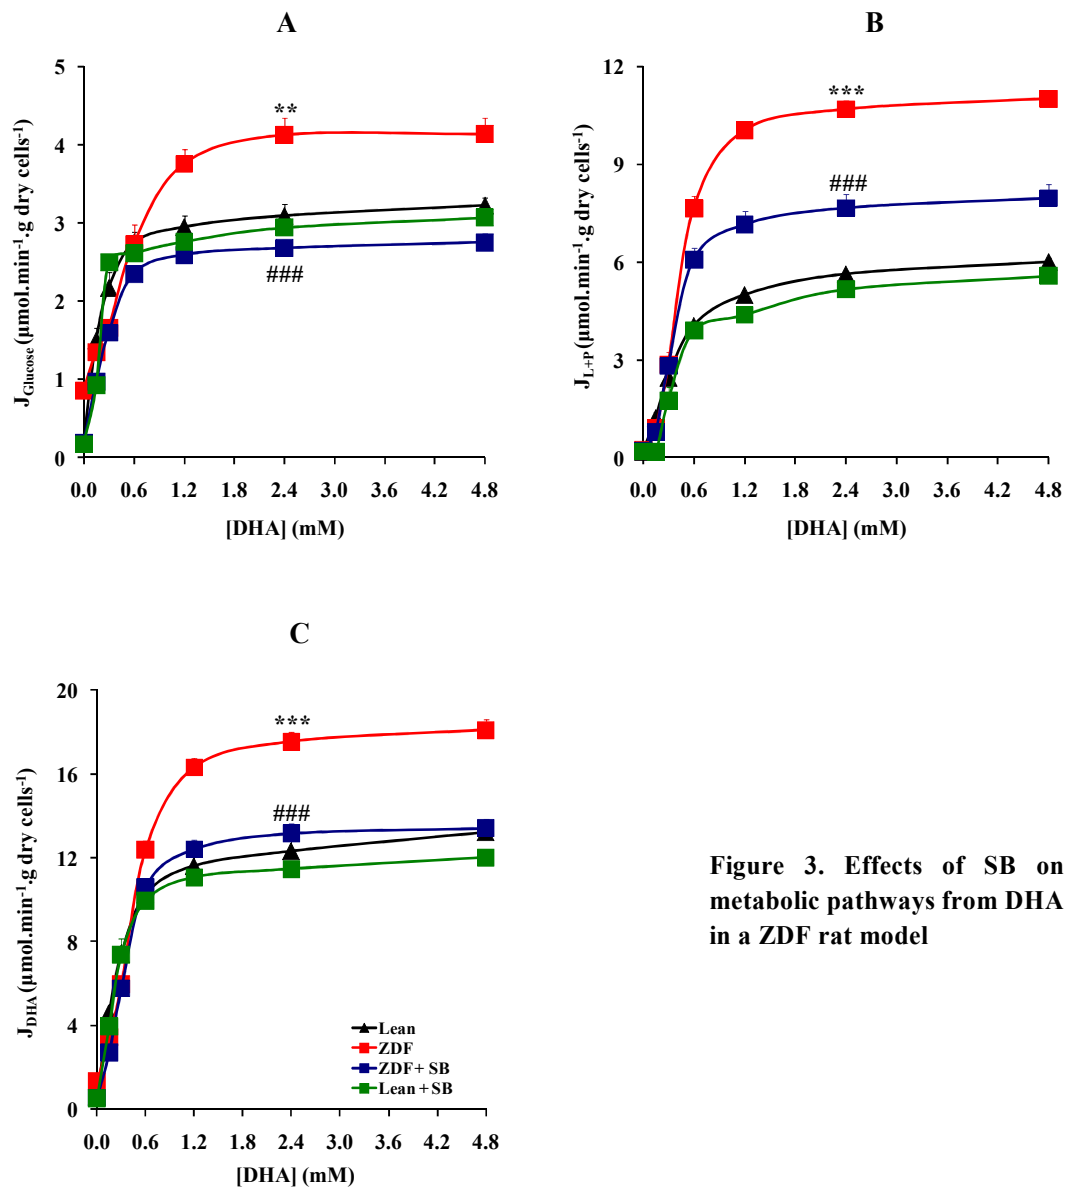 A
J Glucose (µmol.min⁻¹.g dry cells⁻¹)
5
4
3
2
1
0
**
###
0.0 0.6 1.2 1.8 2.4 3.0 3.6 4.2 4.8
[DHA] (mM)
B
J L+P (µmol.min⁻¹.g dry cells⁻¹)
12
9
6
3
0
***
###
0.0 0.6 1.2 1.8 2.4 3.0 3.6 4.2 4.8
[DHA] (mM)
C
J DHA (µmol.min⁻¹.g dry cells⁻¹)
20
16
12
8
4
0
***
###
Lean
ZDF
ZDF+ SB
Lean + SB
0.0 0.6 1.2 1.8 2.4 3.0 3.6 4.2 4.8
[DHA] (mM)
Figure 3. Effects of SB on
metabolic pathways from DHA
in a ZDF rat model